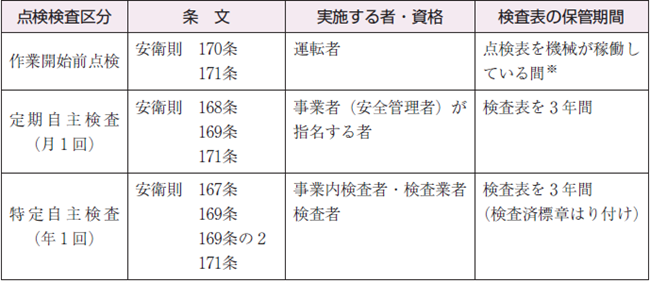 点検検査区分 条　文 実施する者・資格 検査表の保管期間
作業開始前点検 安衛則　170条 運転者 点検表を機械が稼働し
171条 ている間※
定期自主検査 安衛則　168条 事業者（安全管理者）が 検査表を３年間
（月１回） 169条 指名する者
171条
特定自主検査 安衛則　167条 事業内検査者・検査業者 検査表を３年間
（年１回） 169条 検査者 （検査済標章はり付け）
169条の２
171条